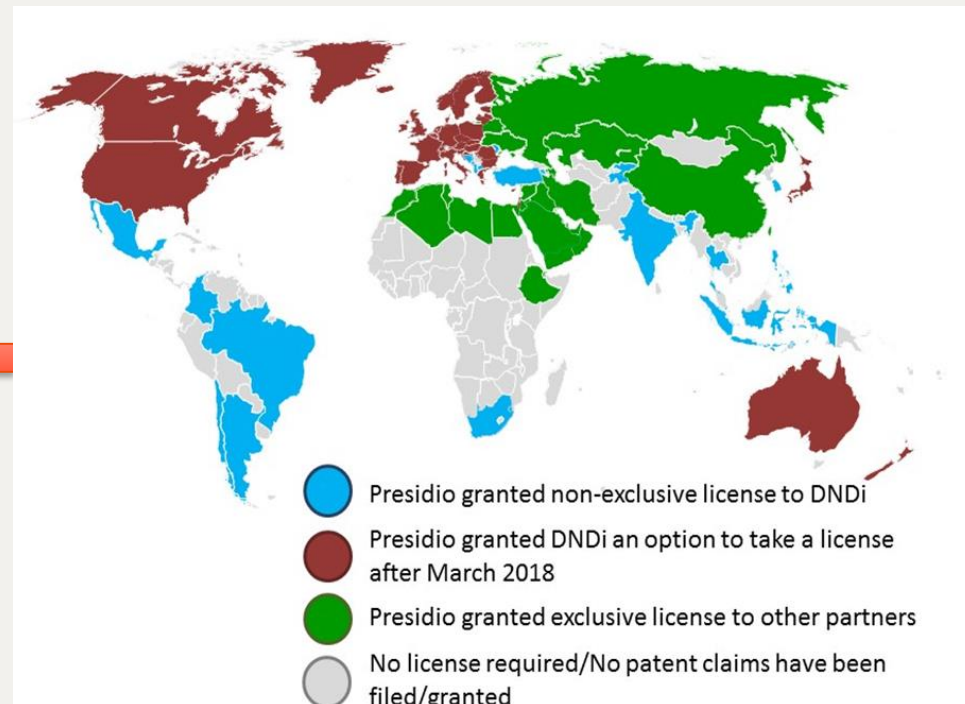 Presidio granted non-exclusive license to DNDi
Presidio granted DNDi an option to take a license
after March 2018
Presidio granted exclusive license to other partners
No license required/No patent claims have been
filed/granted